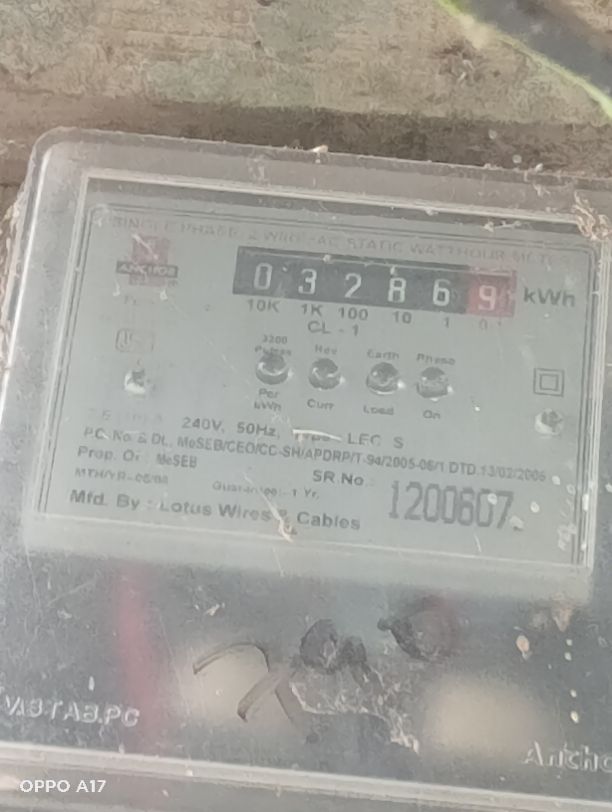 SINGLE PHASE 2 WIRE AC STATIC WATTHOUR METER
ANCHOR
0 3 2 8 6 9 kWh
10K 1K 100 10 1 0.1
CL - 1
3200 Rev Earth Phase
Pulses
Per Curr Load On
kWh
240V, 50Hz, LEC S
P.C. No. & Dt. MeSEB/CEO/CC-SH/APDRP/T-94/2005-06/1 DTD.13/02/2006
Prop. Of : MeSEB
SR.No. 1200607
Guarantee:-1 Yr.
Mfd. By : Lotus Wires & Cables
OPPO A17